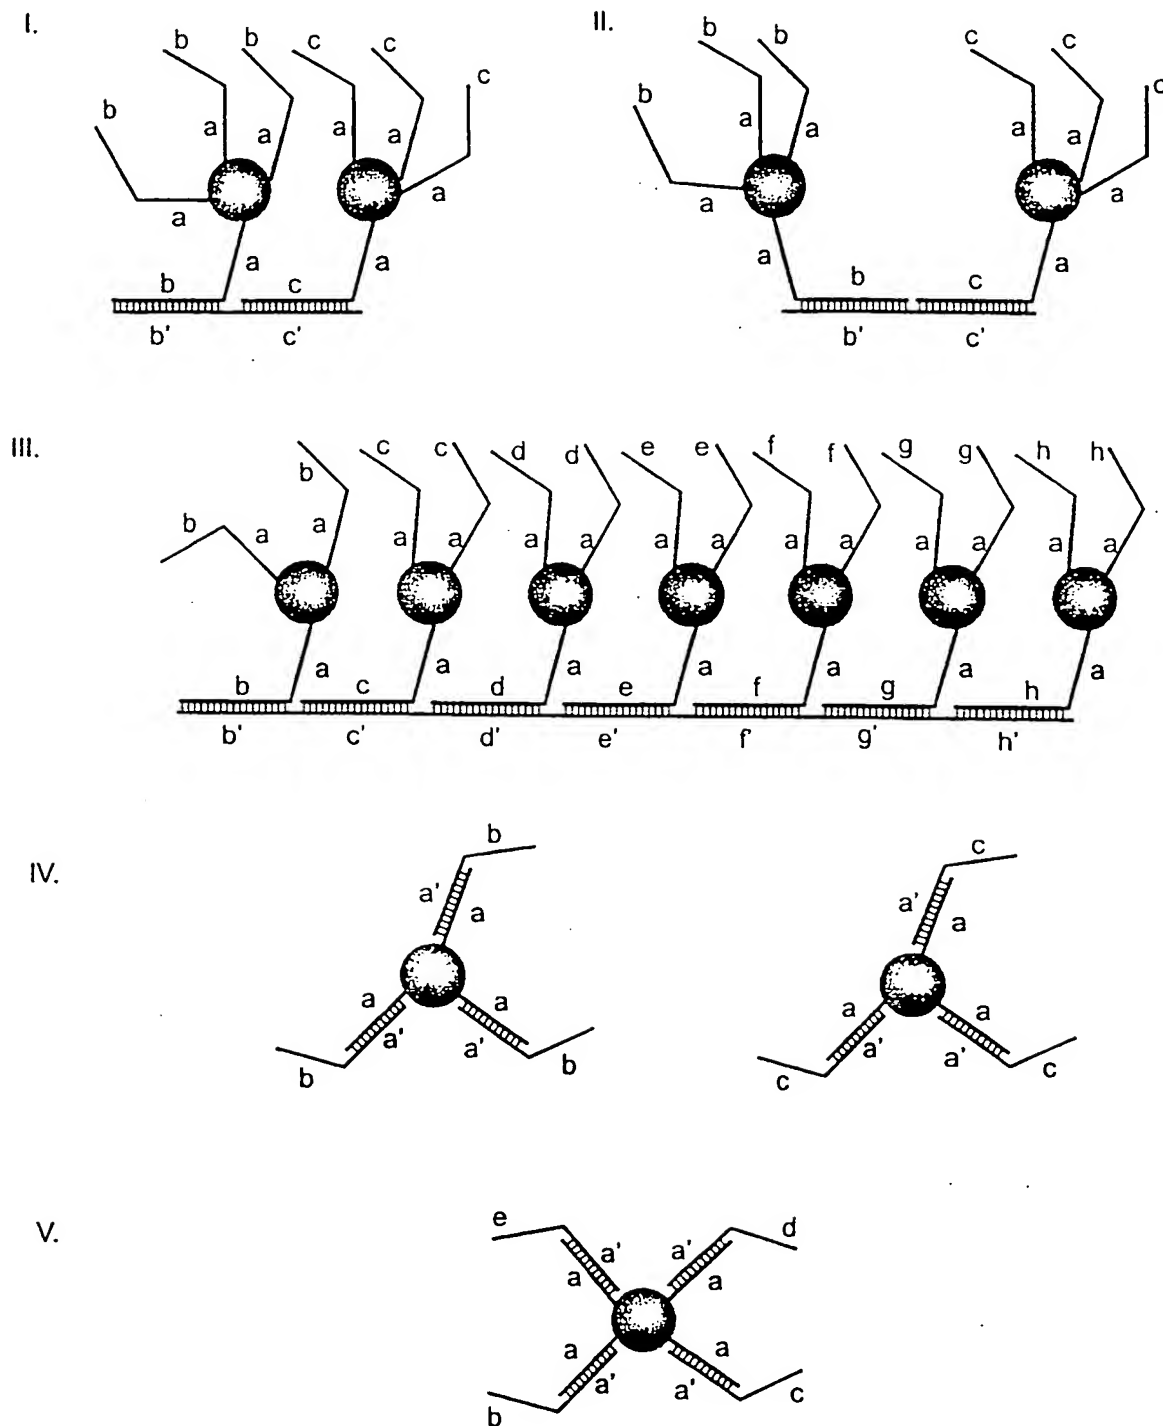 I. II.
b b c c c b b b c c c
a a a a a a a a a a a
b a a a
b c a b c a
b' c' b' c'
III.
b b c c d d e e f f g g h h
a a a a a a a a a a a a a a
a a a a a a a
b c d e f g h
b' c' d' e' f' g' h'
IV.
b c
a' a a' a
a a a a
a' a' a' a'
b b c c
V.
e d
a' a'
a a
a a
a' a'
b c